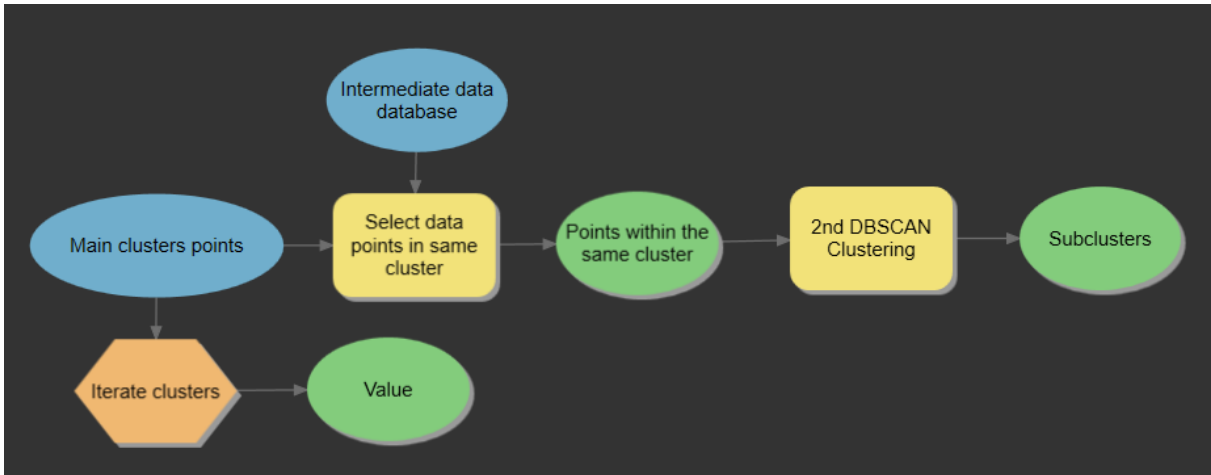 Intermediate data
database
Main clusters points
Select data
points in same
cluster
Points within the
same cluster
2nd DBSCAN
Clustering
Subclusters
Iterate clusters
Value